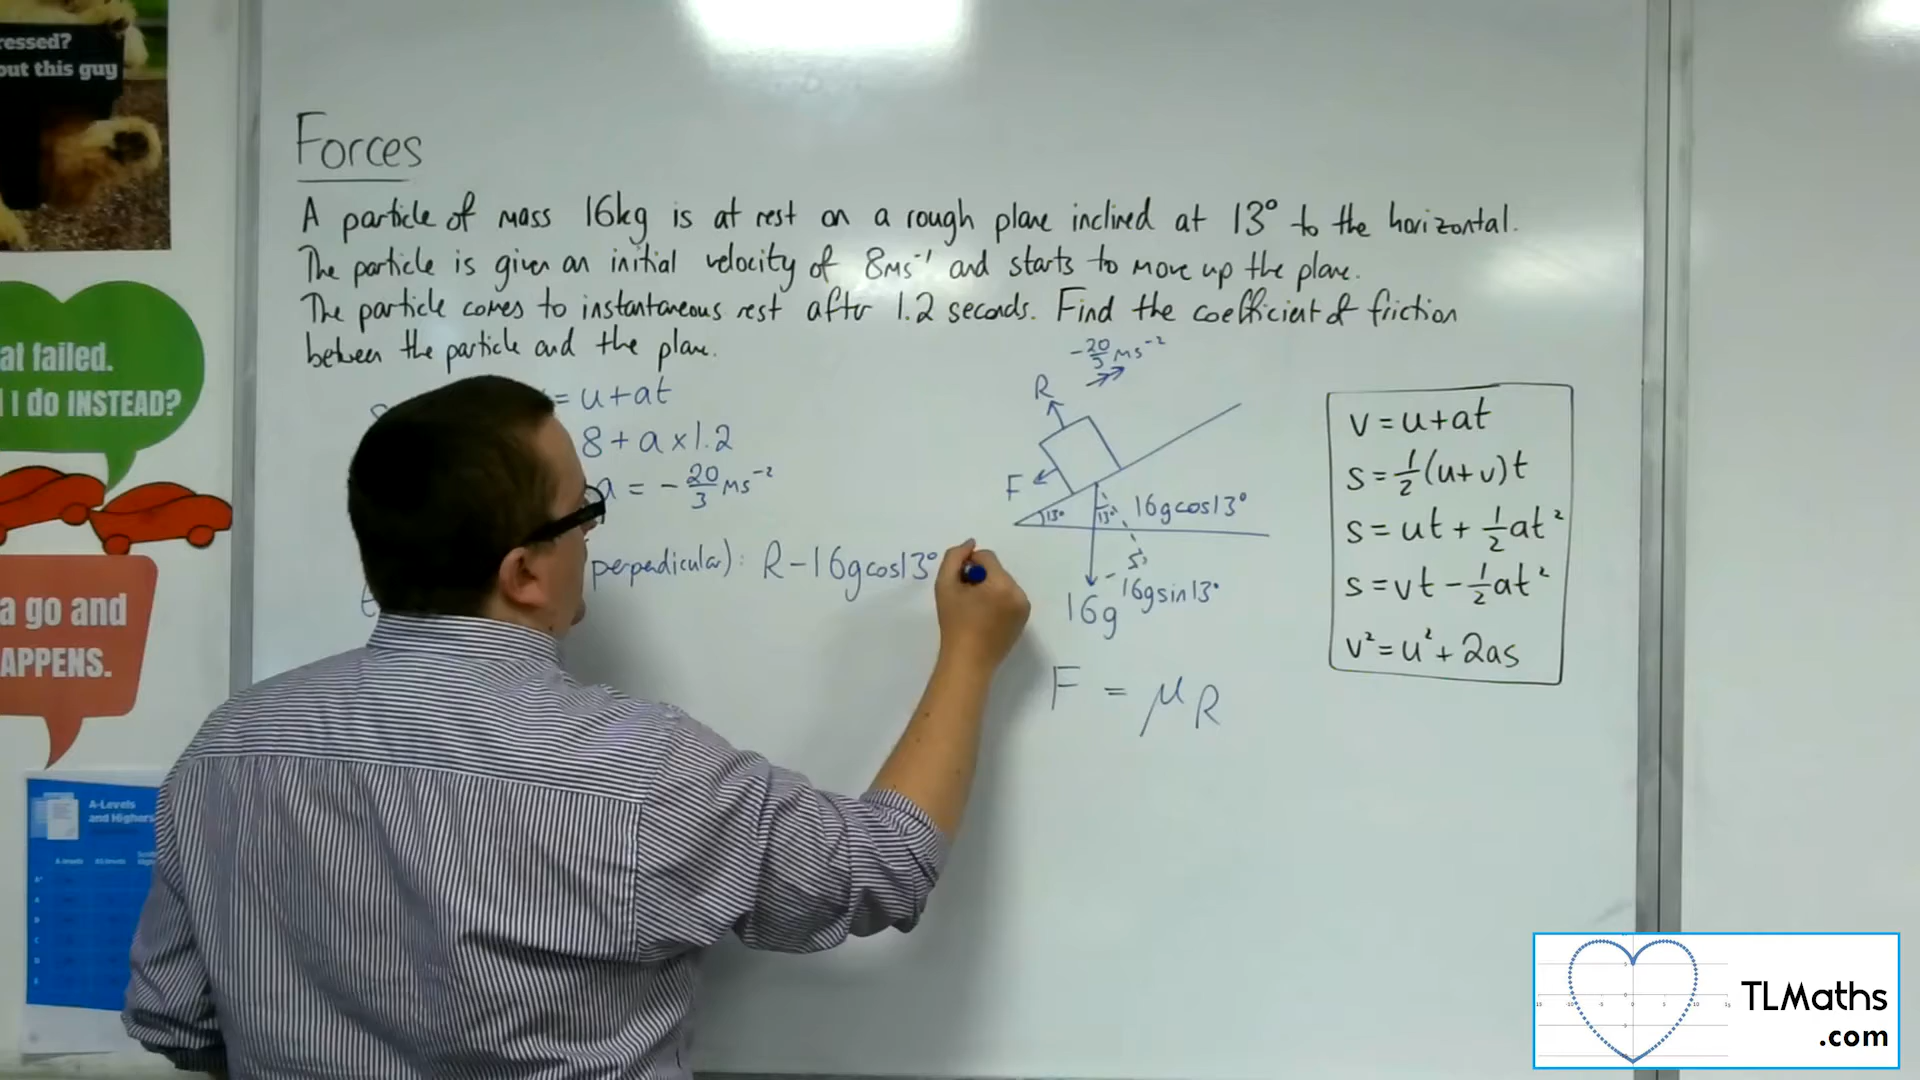 ressed?
out this guy
at failed.
I do INSTEAD?
a go and
APPENS.
A-Levels
and Highers
Forces
A particle of mass 16kg is at rest on a rough plane inclined at 13° to the horizontal.
The particle is given an initial velocity of 8ms⁻¹ and starts to move up the plane.
The particle comes to instantaneous rest after 1.2 seconds. Find the coefficient of friction
between the particle and the plane.
= u+at
8 + a x 1.2
a = -20/3 ms⁻²
perpendicular): R-16gcos13°
-20/3 ms⁻²
R
F
13°
13°
16gcos13°
16gsin13°
16g
F = μR
v = u+at
s = ½(u+v)t
s = ut + ½at²
s = vt - ½at²
v² = u² + 2as
TLMaths
.com